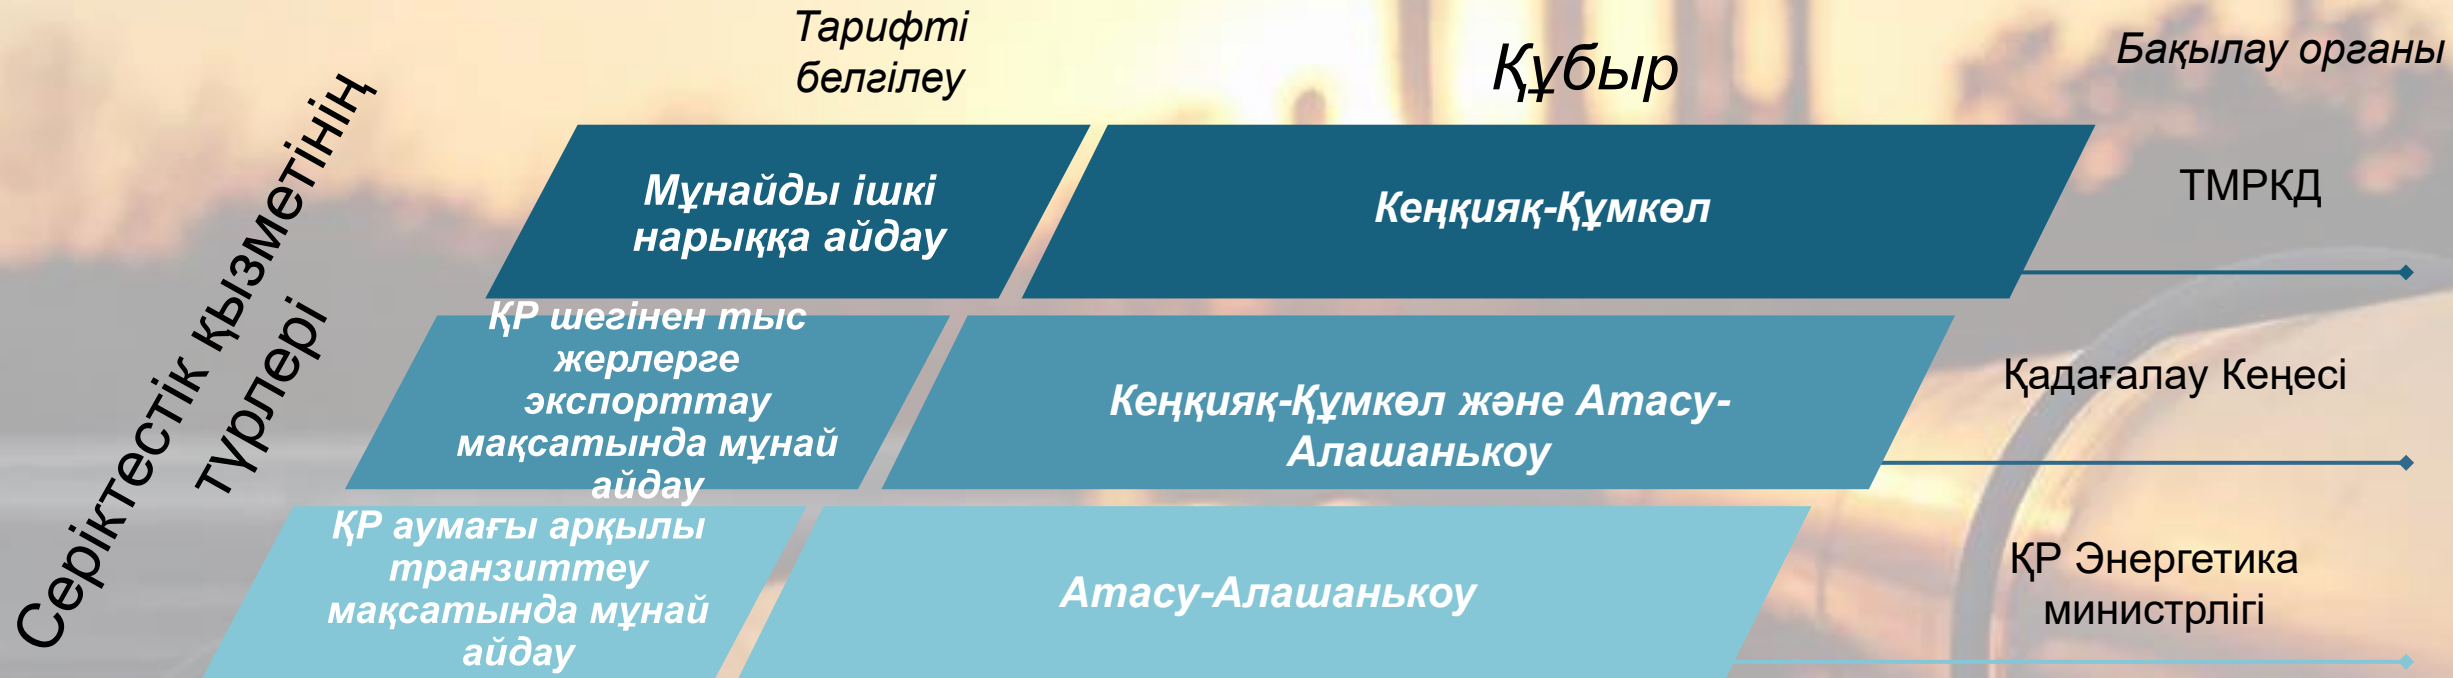 Серіктестік қызметінің
түрлері
Тарифті
белгілеу
Құбыр
Бақылау органы
Мұнайды ішкі
нарыққа айдау
Кеңқияқ-Құмкөл
ТМРКД
ҚР шегінен тыс
жерлерге
экспорттау
мақсатында мұнай
айдау
Кеңқияқ-Құмкөл және Атасу-
Алашанькоу
Қадағалау Кеңесі
ҚР аумағы арқылы
транзиттеу
мақсатында мұнай
айдау
Атасу-Алашанькоу
ҚР Энергетика
министрлігі